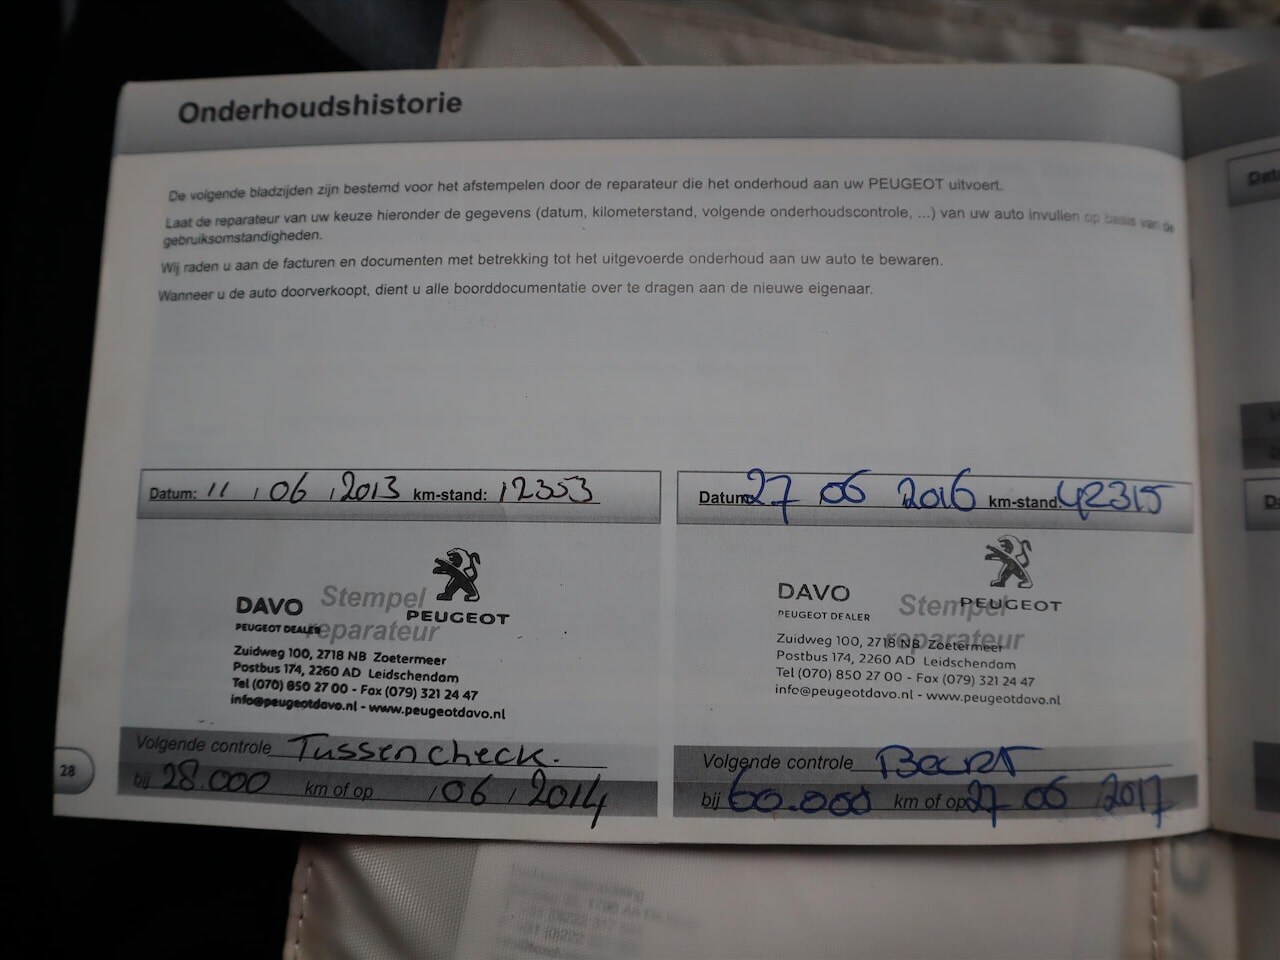 Onderhoudshistorie
De volgende bladzijden zijn bestemd voor het afstempelen door de reparateur die het onderhoud aan uw PEUGEOT uitvoert.
Laat de reparateur van uw keuze hieronder de gegevens (datum, kilometerstand, volgende onderhoudscontrole, ...) van uw auto invullen op basis van de
gebruiksomstandigheden.
Wij raden u aan de facturen en documenten met betrekking tot het uitgevoerde onderhoud aan uw auto te bewaren.
Wanneer u de auto doorverkoopt, dient u alle boorddocumentatie over te dragen aan de nieuwe eigenaar.
Datum: 11 06 2013 km-stand: 12353
Stempel
reparateur
DAVO
PEUGEOT DEALER
PEUGEOT
Zuidweg 100, 2718 NB Zoetermeer
Postbus 174, 2260 AD Leidschendam
Tel (070) 850 27 00 - Fax (079) 321 24 47
info@peugeotdavo.nl - www.peugeotdavo.nl
Volgende controle Tussencheck.
bij 28.000 km of op 06 2014
Datum: 27 06 2016 km-stand: 42315
Stempel
reparateur
DAVO
PEUGEOT DEALER
PEUGEOT
Zuidweg 100, 2718 NB Zoetermeer
Postbus 174, 2260 AD Leidschendam
Tel (070) 850 27 00 - Fax (079) 321 24 47
info@peugeotdavo.nl - www.peugeotdavo.nl
Volgende controle
bij 60.000 km of op 27 06 2017
28